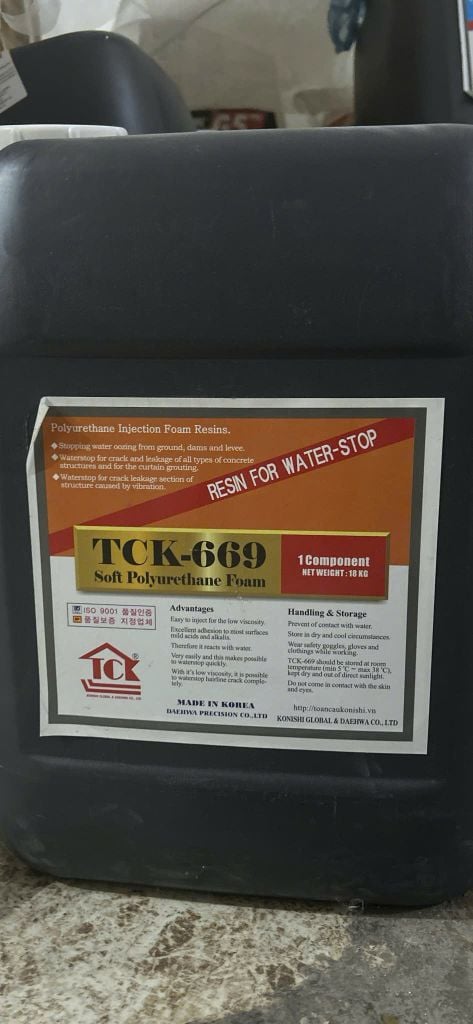 GS
Polyurethane Injection Foam Resins.
◆Stopping water oozing from ground, dams and levee.
◆Waterstop for crack and leakage of all types of concrete
structures and for the curtain grouting.
◆Waterstop for crack leakage section of
structure caused by vibration.
RESIN FOR WATER-STOP
TCK-669
Soft Polyurethane Foam
1 Component
NET WEIGHT : 18 KG
ISO 9001 품질인증
품질보증 지정업체
TCK®
Advantages
Easy to inject for the low viscosity.
Excellent adhesion to most surfaces
mild acids and alkalis.
Therefore it reacts with water.
Very easily and this makes possible
to waterstop quickly.
With it's low viscosity, it is possible
to waterstop hairline crack comple-
tely.
MADE IN KOREA
DAEHWA PRECISION CO.,LTD
Handling & Storage
Prevent of contact with water.
Store in dry and cool circumstances.
Wear safety goggles, gloves and
clothings while working.
TCK-669 should be stored at room
temperature (min 5 ℃ ~ max 38 ℃),
kept dry and out of direct sunlight.
Do not come in contact with the skin
and eyes.
http://toancaukonishi.vn
KONISHI GLOBAL & DAEHWA CO., LTD